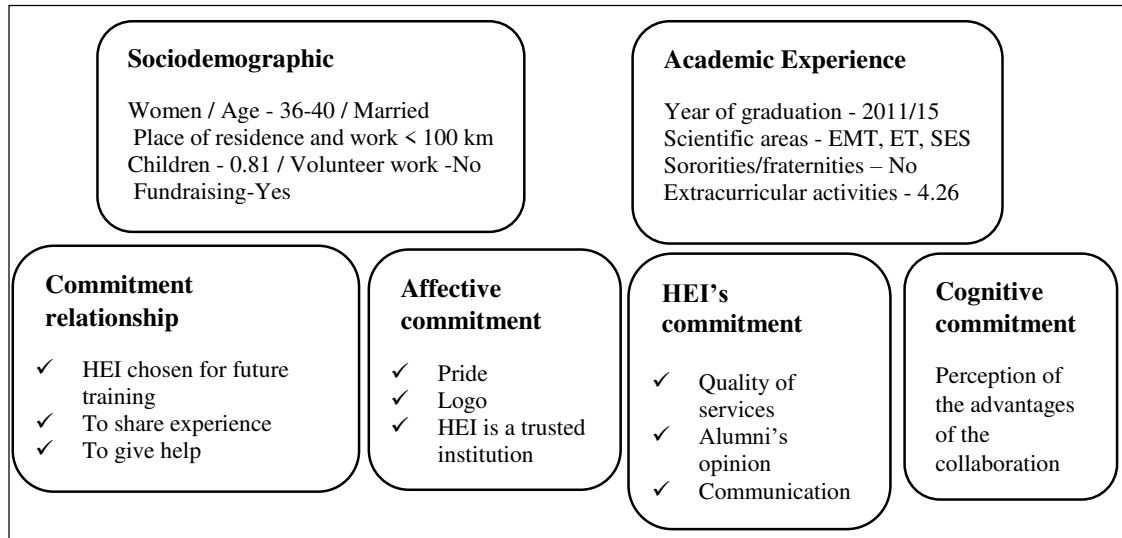 Sociodemographic
Women / Age - 36-40 / Married
Place of residence and work < 100 km
Children - 0.81 / Volunteer work -No
Fundraising-Yes
Academic Experience
Year of graduation - 2011/15
Scientific areas - EMT, ET, SES
Sororities/fraternities – No
Extracurricular activities - 4.26
Commitment
relationship
✓ HEI chosen for future
training
✓ To share experience
✓ To give help
Affective
commitment
✓ Pride
✓ Logo
✓ HEI is a trusted
institution
HEI’s
commitment
✓ Quality of
services
✓ Alumni’s
opinion
✓ Communication
Cognitive
commitment
Perception of
the advantages
of the
collaboration